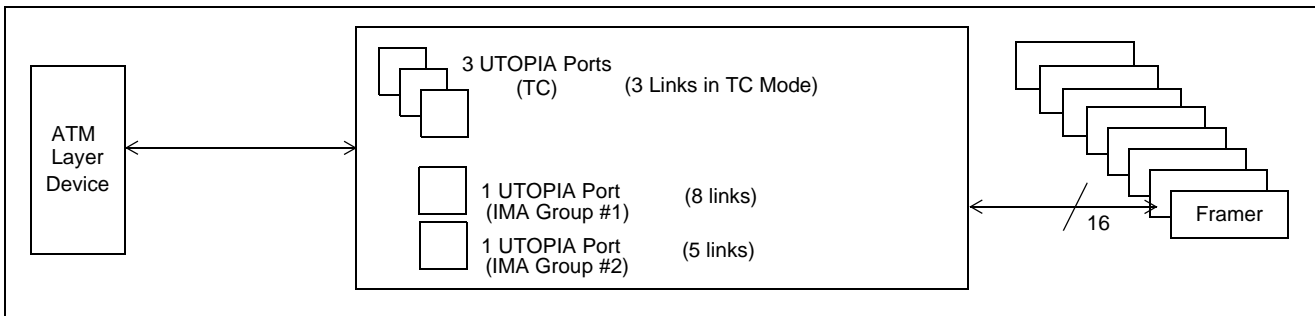 ATM
Layer
Device
3 UTOPIA Ports
(TC)
(3 Links in TC Mode)
1 UTOPIA Port
(IMA Group #1)
(8 links)
1 UTOPIA Port
(IMA Group #2)
(5 links)
16
Framer